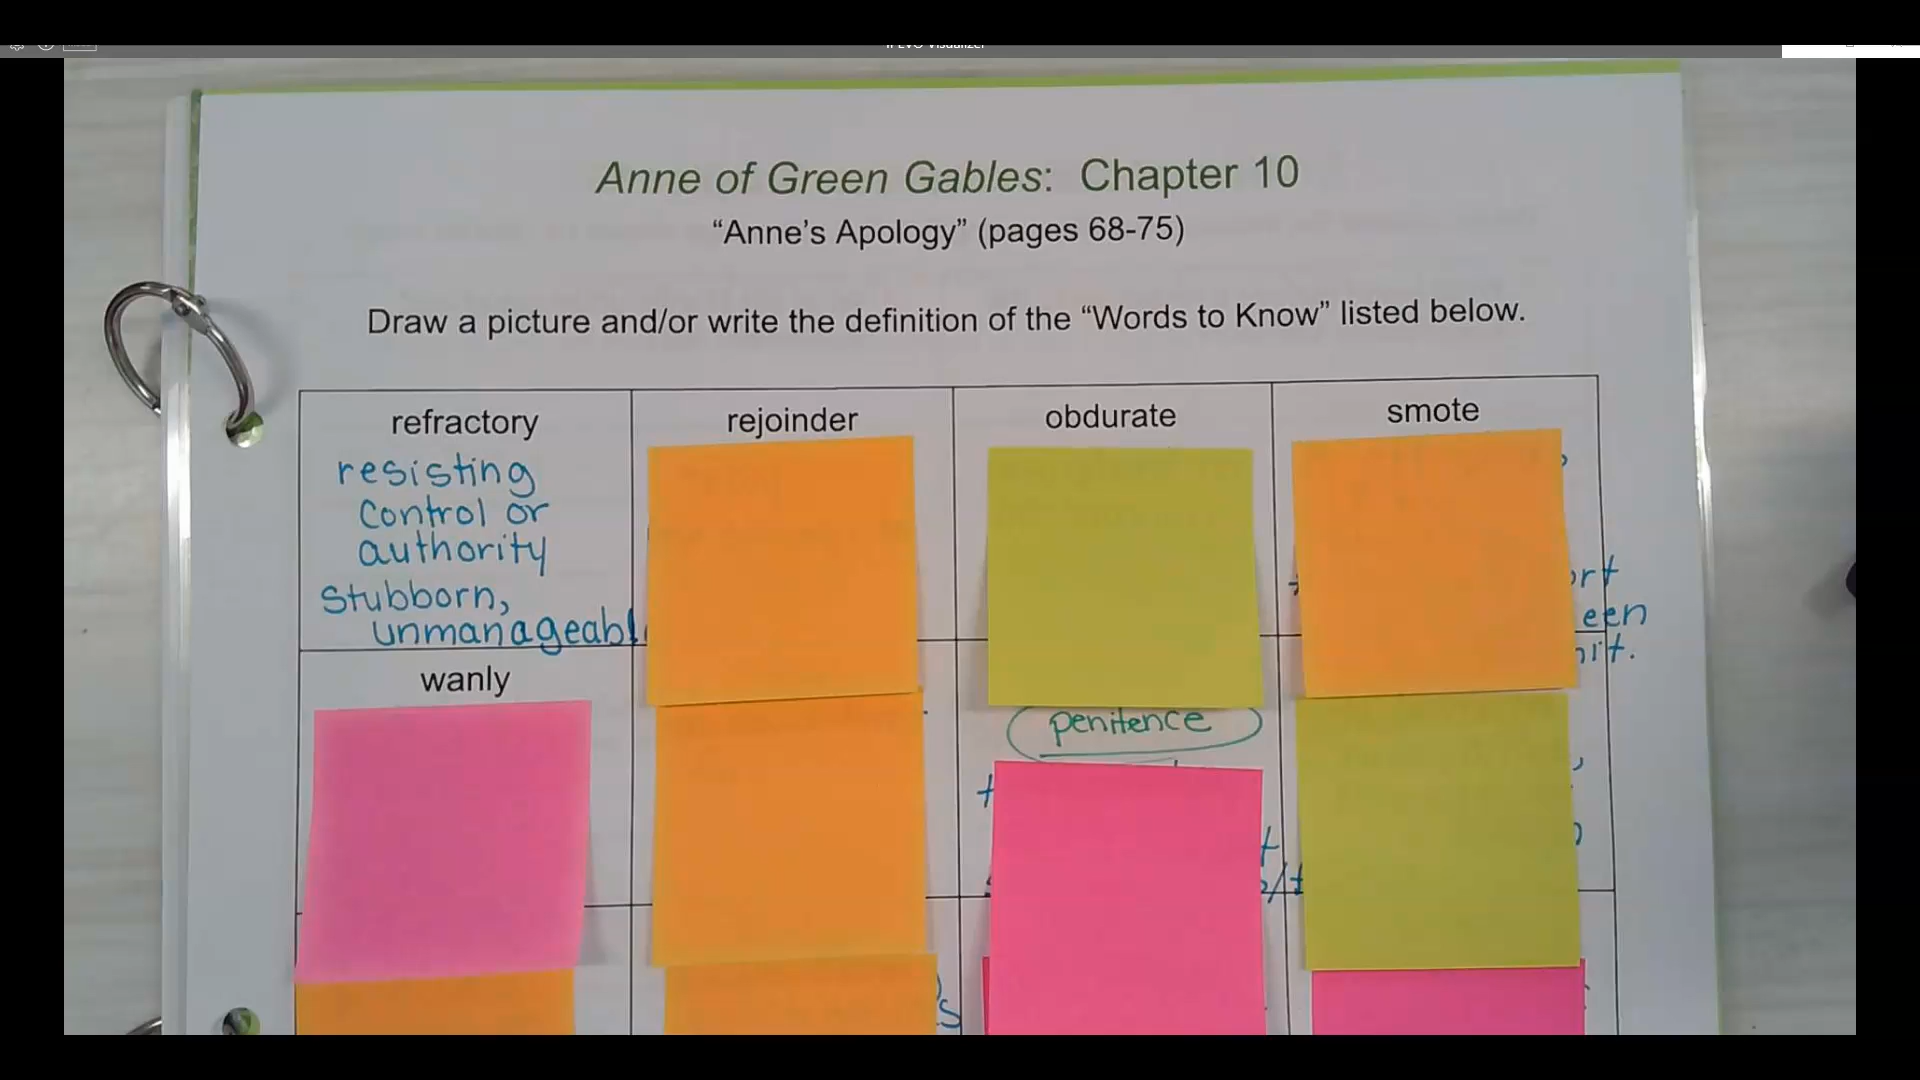 Anne of Green Gables: Chapter 10
“Anne’s Apology” (pages 68-75)
Draw a picture and/or write the definition of the “Words to Know” listed below.
refractory
resisting
control or
authority
stubborn,
rejoinder
obdurate
smote
wanly
penitence